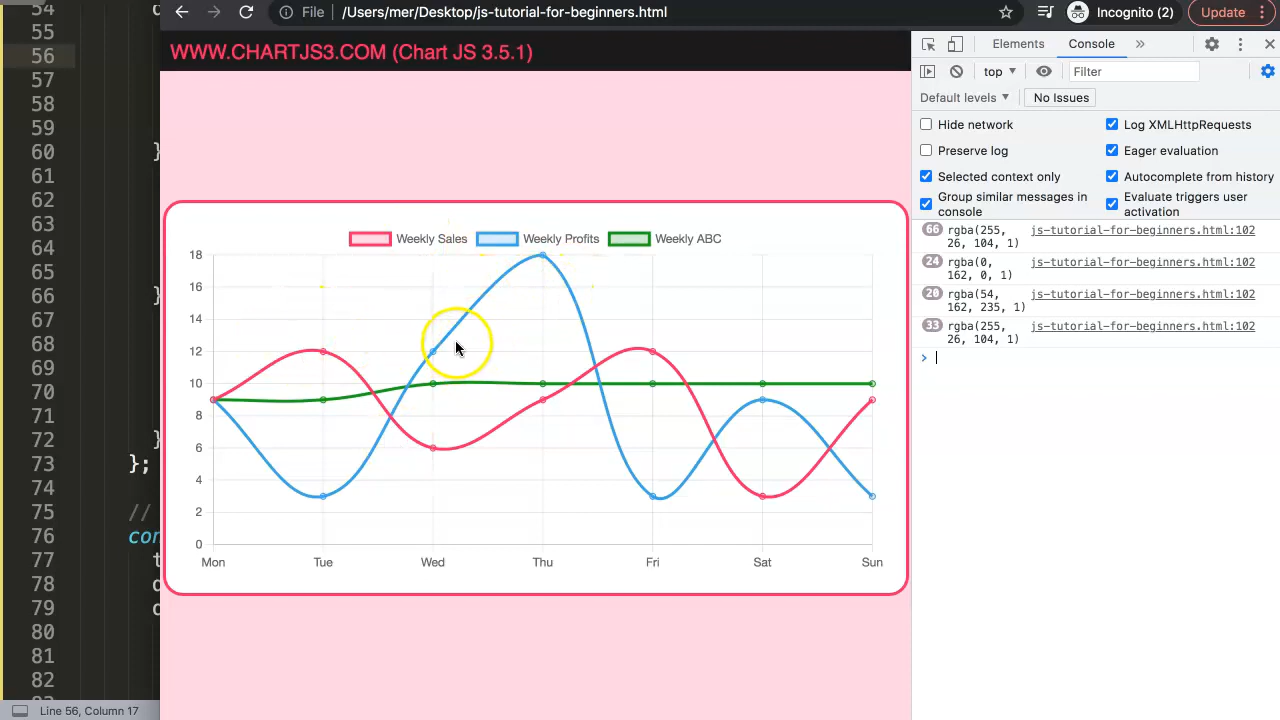 File
/Users/mer/Desktop/js-tutorial-for-beginners.html
Incognito (2)
Update
54
55
56
57
58
59
60 }
61
62
63
64
65
66 }
67
68
69
70
71
72 }
73 };
74
75 //
76 con
77
78
79
80
81
82
Line 56, Column 17
WWW.CHARTJS3.COM (Chart JS 3.5.1)
Weekly Sales Weekly Profits Weekly ABC
18
16
14
12
10
8
6
4
2
0
Mon Tue Wed Thu Fri Sat Sun
Elements Console »
top ▼ Filter
Default levels ▼ No Issues
Hide network Log XMLHttpRequests
Preserve log Eager evaluation
Selected context only Autocomplete from history
Group similar messages in
console
Evaluate triggers user
activation
66 rgba(255, js-tutorial-for-beginners.html:102
26, 104, 1)
24 rgba(0, js-tutorial-for-beginners.html:102
162, 0, 1)
20 rgba(54, js-tutorial-for-beginners.html:102
162, 235, 1)
33 rgba(255, js-tutorial-for-beginners.html:102
26, 104, 1)
>